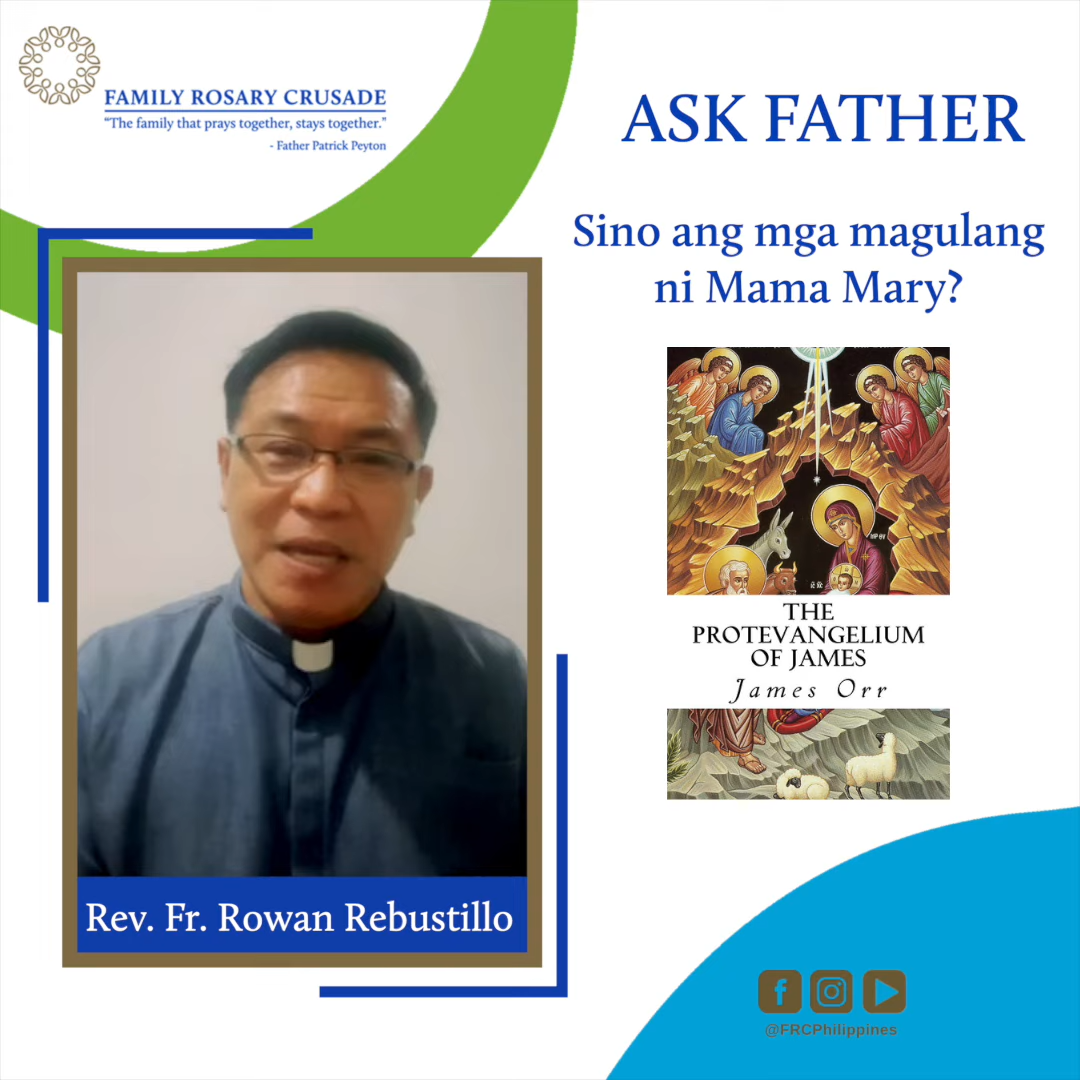 FAMILY ROSARY CRUSADE
“The family that prays together, stays together.”
- Father Patrick Peyton
ASK FATHER
Sino ang mga magulang
ni Mama Mary?
THE
PROTEVANGELIUM
OF JAMES
James Orr
Rev. Fr. Rowan Rebustillo
@FRCPhilippines